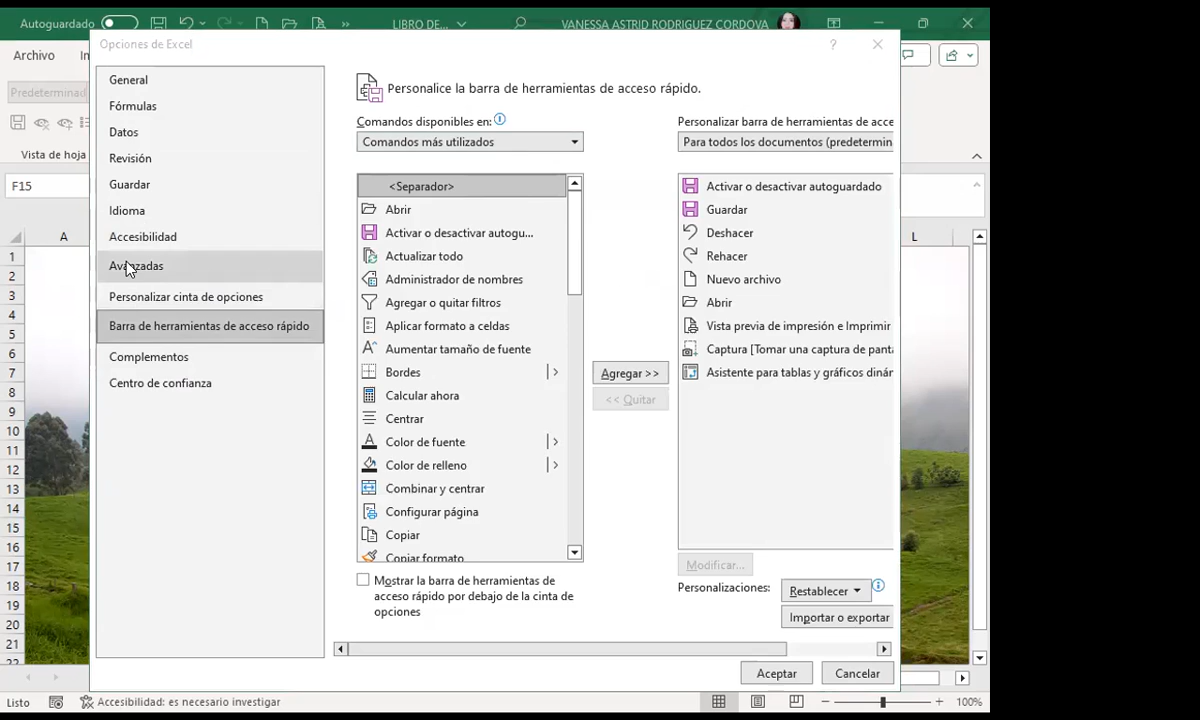 Autoguardado
LIBRO DE...
VANESSA ASTRID RODRIGUEZ CORDOVA
Opciones de Excel
Archivo
Predeterminad
Vista de hoja
F15
General
Fórmulas
Datos
Revisión
Guardar
Idioma
Accesibilidad
Avanzadas
Personalizar cinta de opciones
Barra de herramientas de acceso rápido
Complementos
Centro de confianza
Personalice la barra de herramientas de acceso rápido.
Comandos disponibles en:
Comandos más utilizados
<Separador>
Abrir
Activar o desactivar autogu...
Actualizar todo
Administrador de nombres
Agregar o quitar filtros
Aplicar formato a celdas
Aumentar tamaño de fuente
Bordes
Calcular ahora
Centrar
Color de fuente
Color de relleno
Combinar y centrar
Configurar página
Copiar
Copiar formato
Mostrar la barra de herramientas de
acceso rápido por debajo de la cinta de
opciones
Agregar >>
<< Quitar
Personalizar barra de herramientas de acce
Para todos los documentos (predetermin
Activar o desactivar autoguardado
Guardar
Deshacer
Rehacer
Nuevo archivo
Abrir
Vista previa de impresión e Imprimir
Captura [Tomar una captura de panta
Asistente para tablas y gráficos dinár
Modificar...
Personalizaciones:
Restablecer
Importar o exportar
Aceptar
Cancelar
A
L
1
2
3
4
5
6
7
8
9
10
11
12
13
14
15
16
17
18
19
20
21
22
Listo
Accesibilidad: es necesario investigar
100%